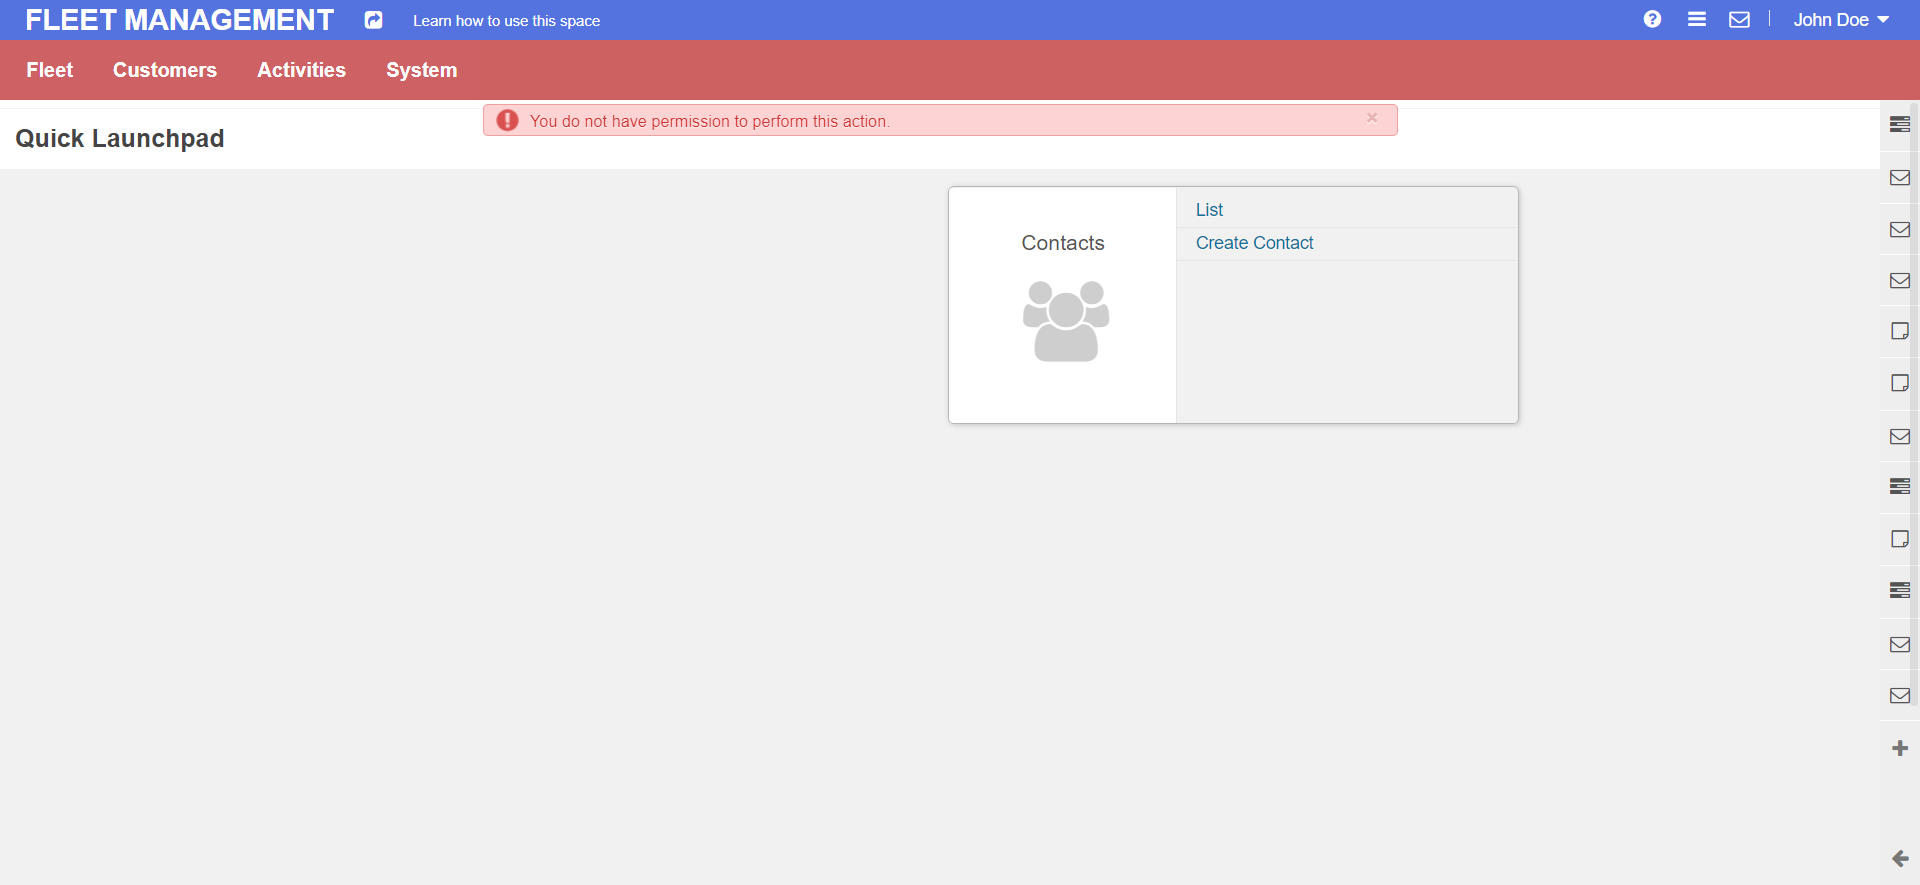 FLEET MANAGEMENT
Learn how to use this space
John Doe
Fleet
Customers
Activities
System
You do not have permission to perform this action.
Quick Launchpad
Contacts
List
Create Contact